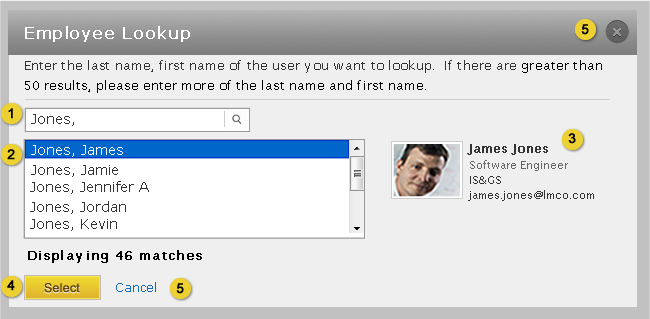 Employee Lookup 5
Enter the last name, first name of the user you want to lookup. If there are greater than
50 results, please enter more of the last name and first name.
1 Jones,
2 Jones, James
Jones, Jamie
Jones, Jennifer A
Jones, Jordan
Jones, Kevin
James Jones 3
Software Engineer
IS&GS
james.jones@lmco.com
Displaying 46 matches
4 Select Cancel 5